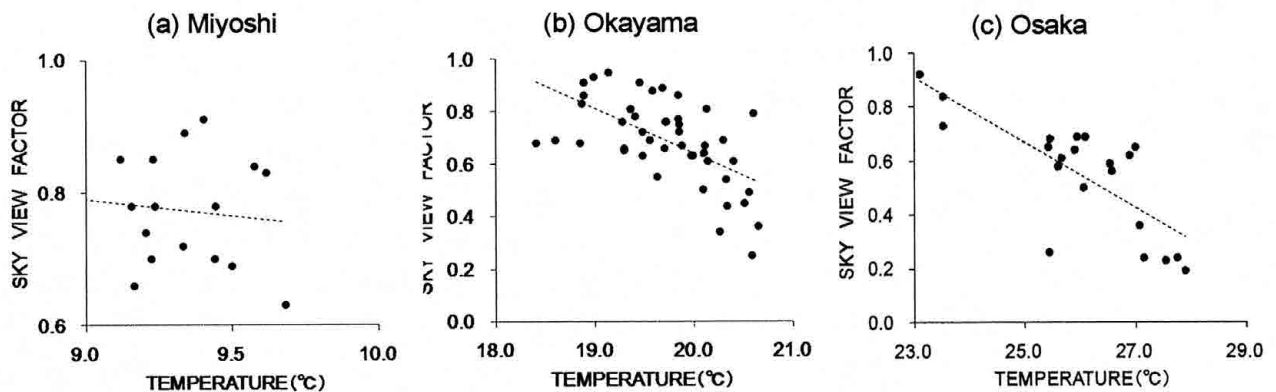 (a) Miyoshi
SKY VIEW FACTOR
1.0
0.8
0.6
9.0 9.5 10.0
TEMPERATURE(°C)
(b) Okayama
SKY VIEW FACTOR
1.0
0.8
0.6
0.4
0.2
0.0
18.0 19.0 20.0 21.0
TEMPERATURE(°C)
(c) Osaka
SKY VIEW FACTOR
1.0
0.8
0.6
0.4
0.2
0.0
23.0 25.0 27.0 29.0
TEMPERATURE(°C)